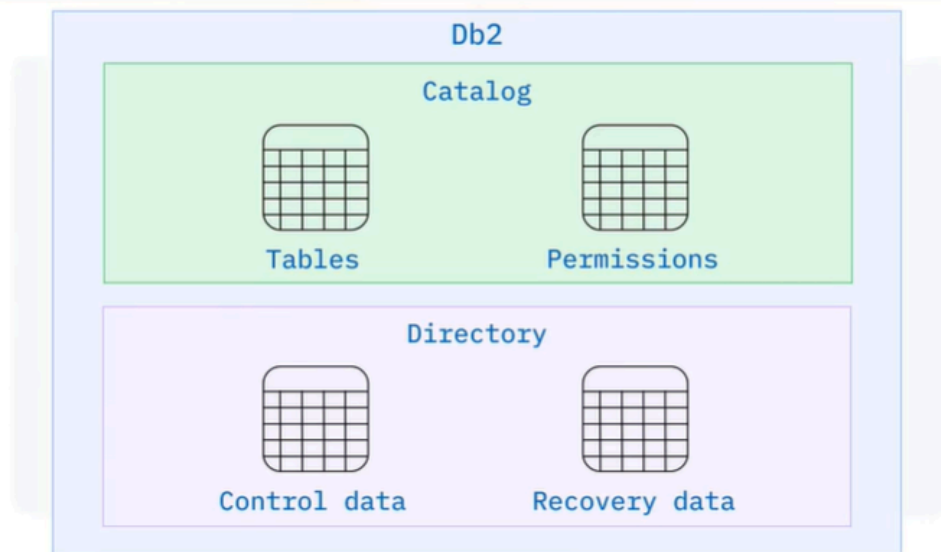 Db2
Catalog
Tables Permissions
Directory
Control data Recovery data